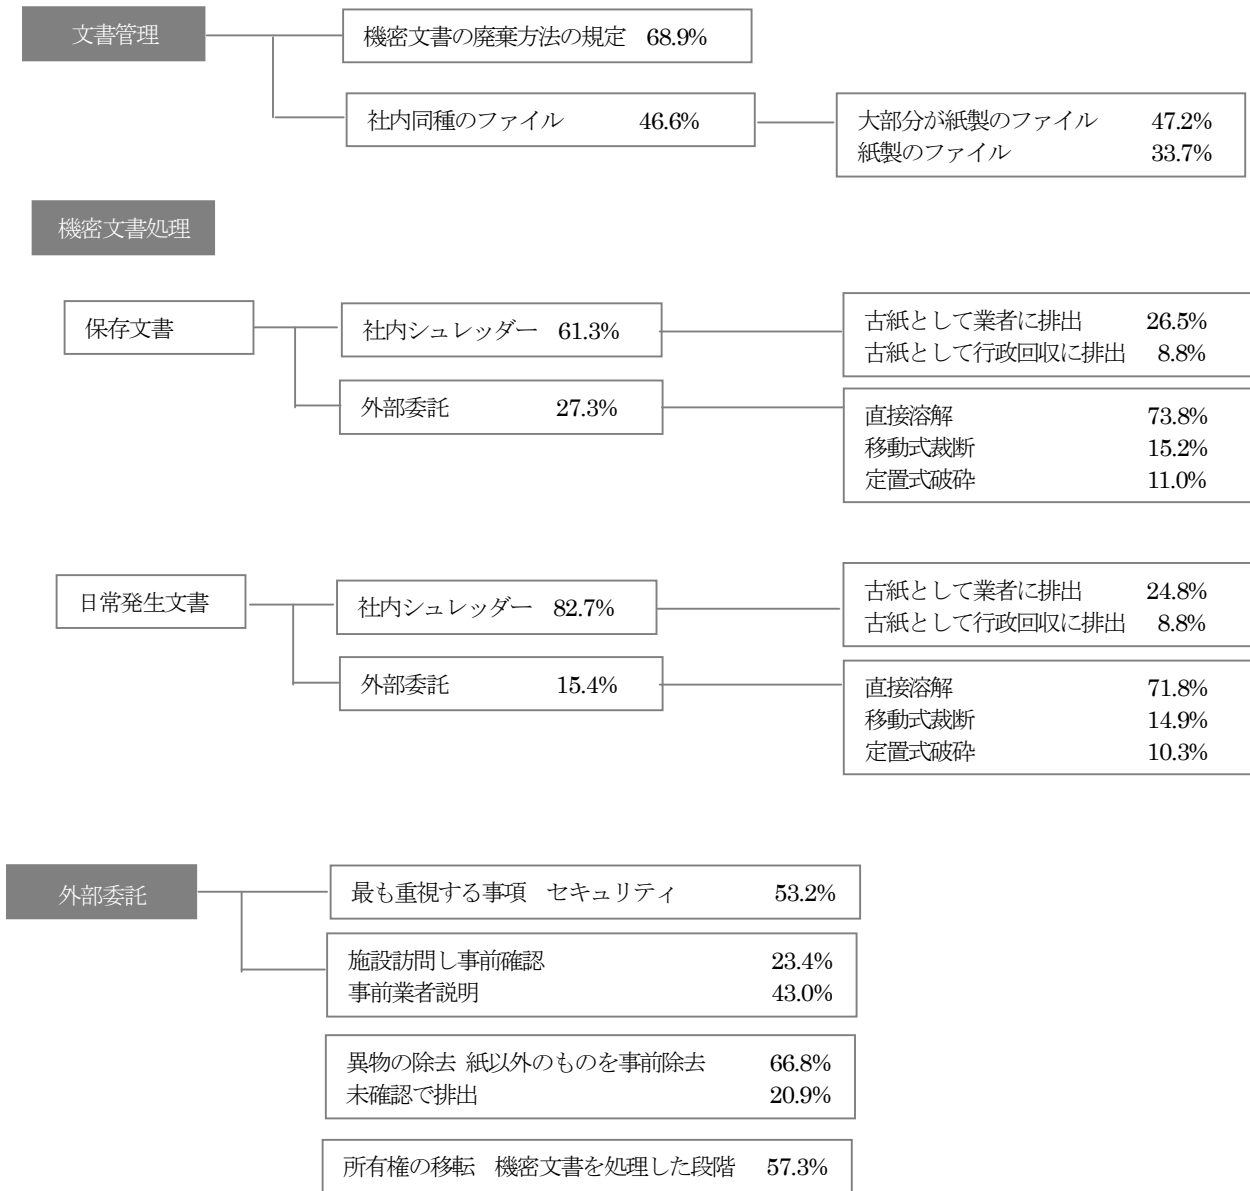 文書管理
機密文書の廃棄方法の規定 68.9%
社内同種のファイル 46.6%
大部分が紙製のファイル 47.2%
紙製のファイル 33.7%
機密文書処理
保存文書
社内シュレッダー 61.3%
古紙として業者に排出 26.5%
古紙として行政回収に排出 8.8%
外部委託 27.3%
直接溶解 73.8%
移動式裁断 15.2%
定置式破砕 11.0%
日常発生文書
社内シュレッダー 82.7%
古紙として業者に排出 24.8%
古紙として行政回収に排出 8.8%
外部委託 15.4%
直接溶解 71.8%
移動式裁断 14.9%
定置式破砕 10.3%
外部委託
最も重視する事項 セキュリティ 53.2%
施設訪問し事前確認 23.4%
事前業者説明 43.0%
異物の除去 紙以外のものを事前除去 66.8%
未確認で排出 20.9%
所有権の移転 機密文書を処理した段階 57.3%